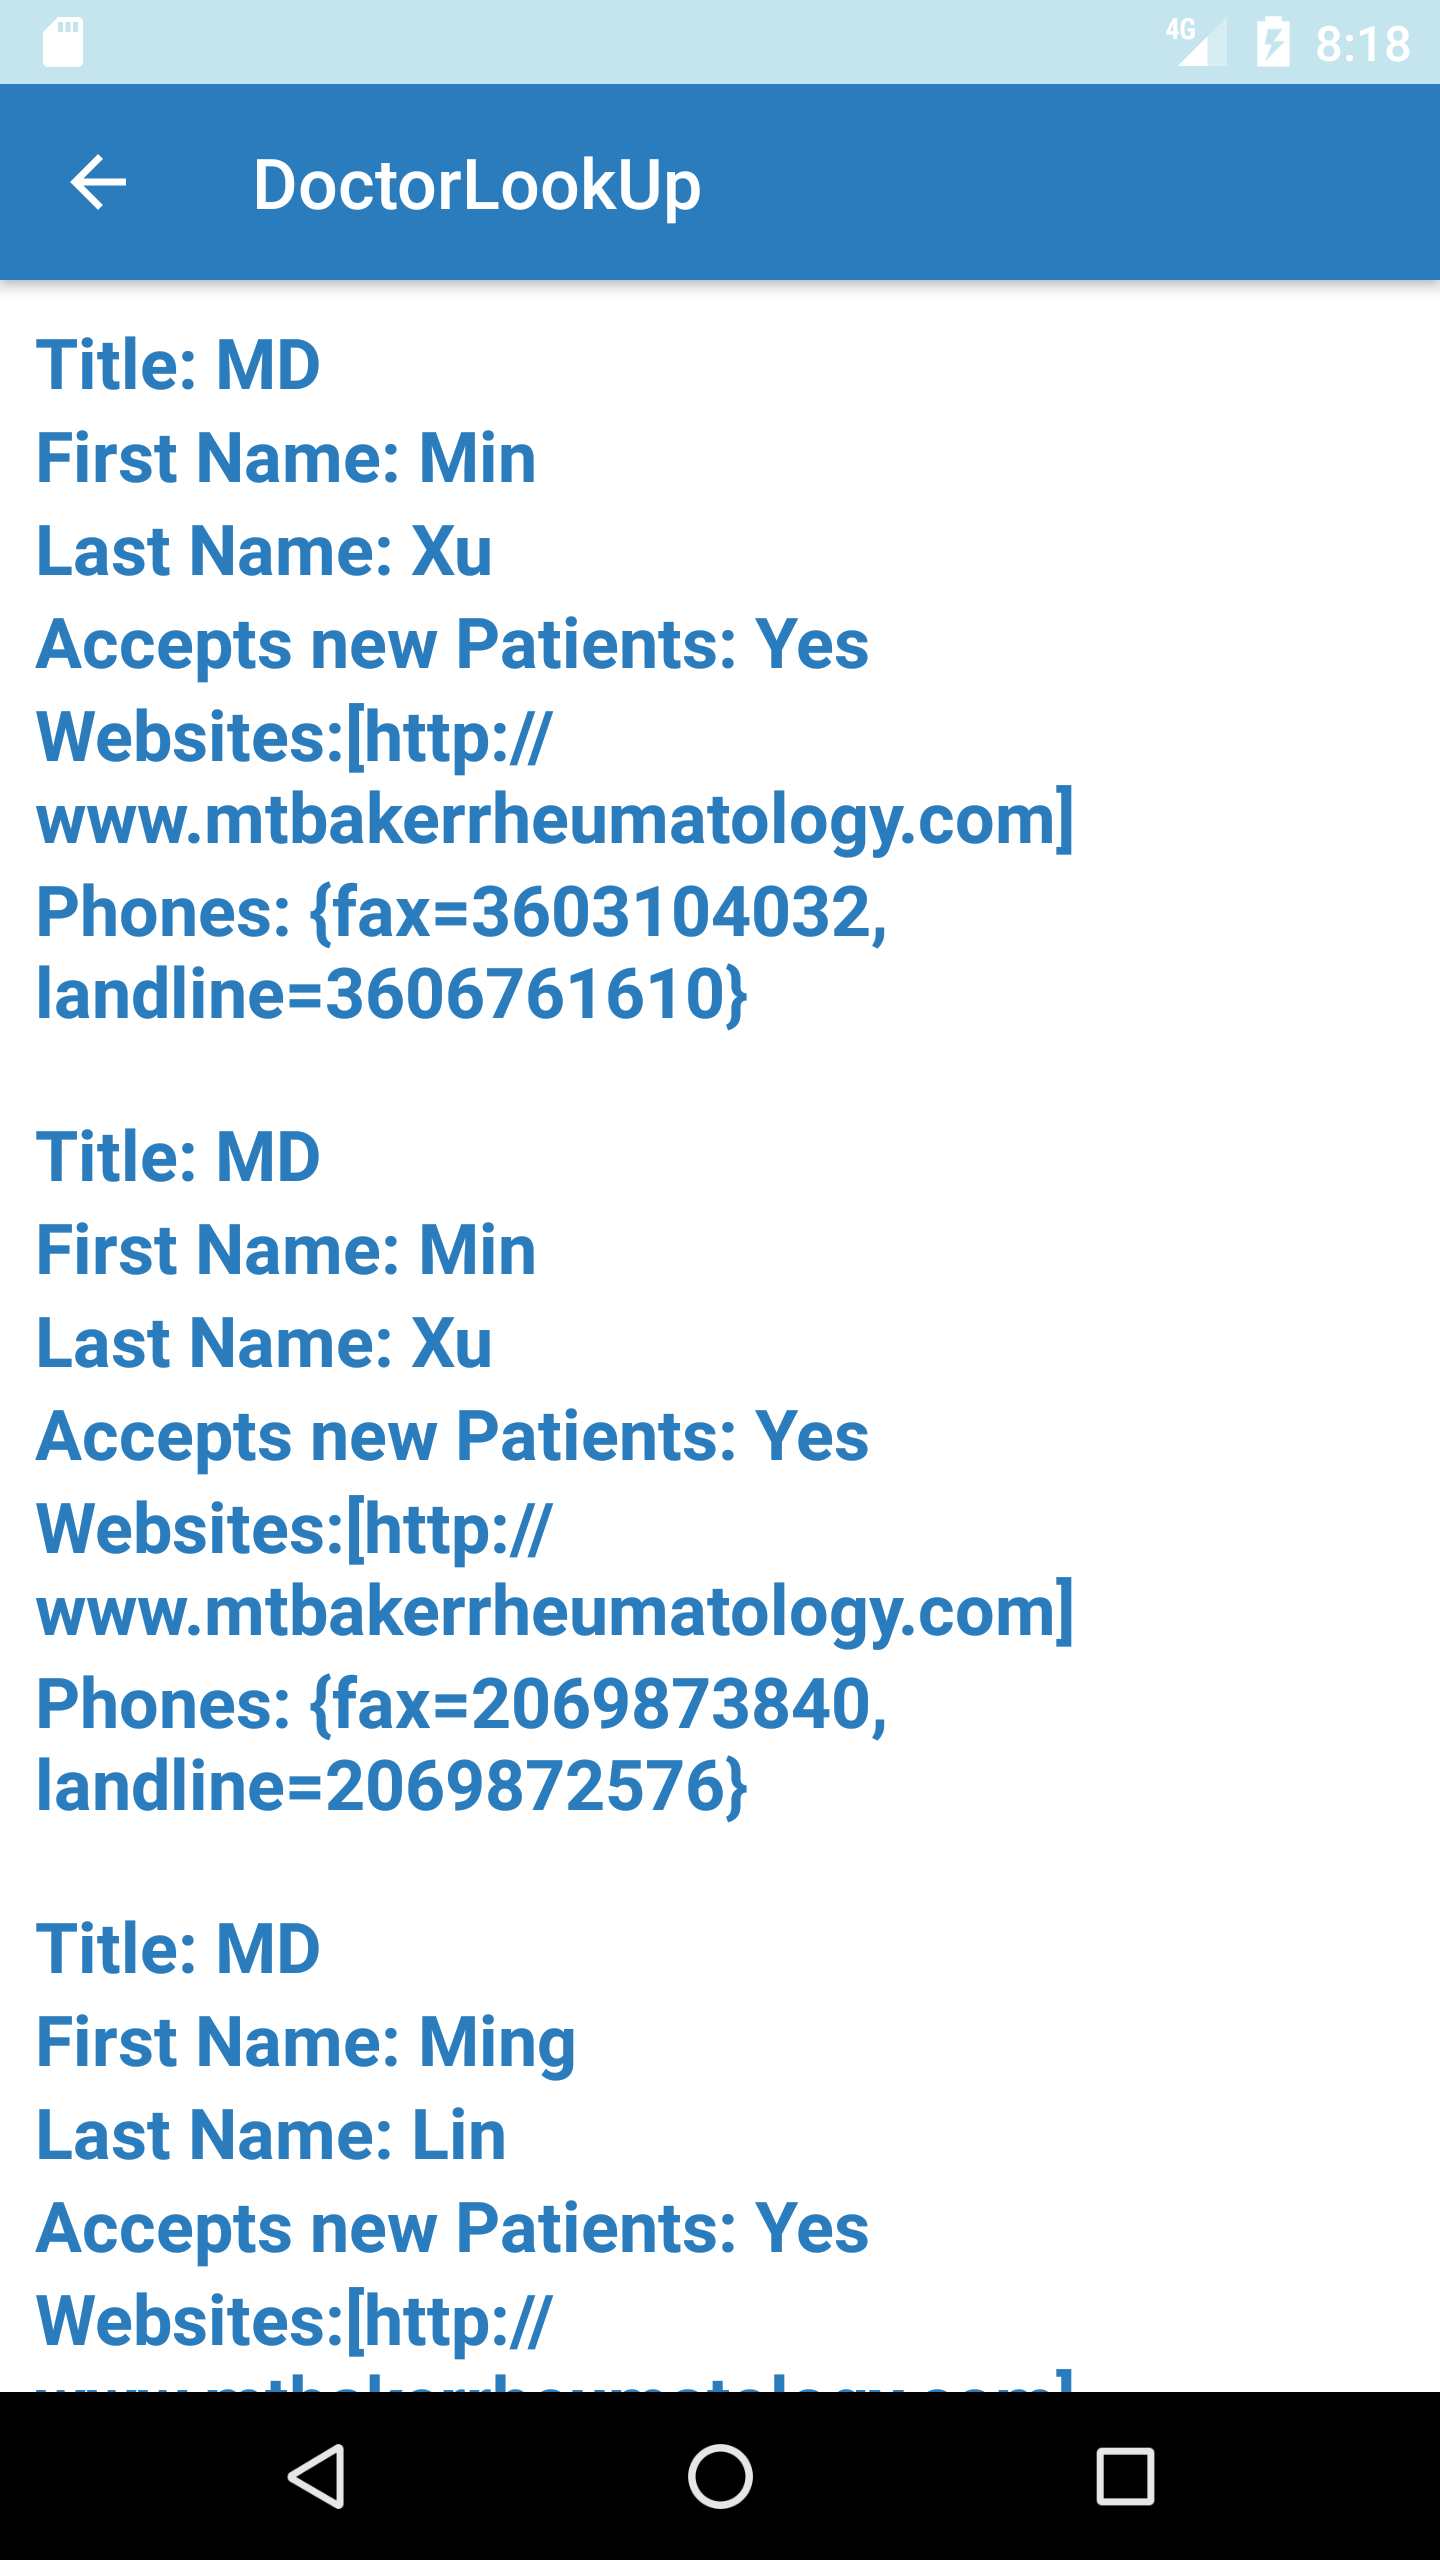 4G 8:18
DoctorLookUp
Title: MD
First Name: Min
Last Name: Xu
Accepts new Patients: Yes
Websites:[http://
www.mtbakerrheumatology.com]
Phones: {fax=3603104032,
landline=3606761610}
Title: MD
First Name: Min
Last Name: Xu
Accepts new Patients: Yes
Websites:[http://
www.mtbakerrheumatology.com]
Phones: {fax=2069873840,
landline=2069872576}
Title: MD
First Name: Ming
Last Name: Lin
Accepts new Patients: Yes
Websites:[http://
www.mtbakerrheumatology.com]